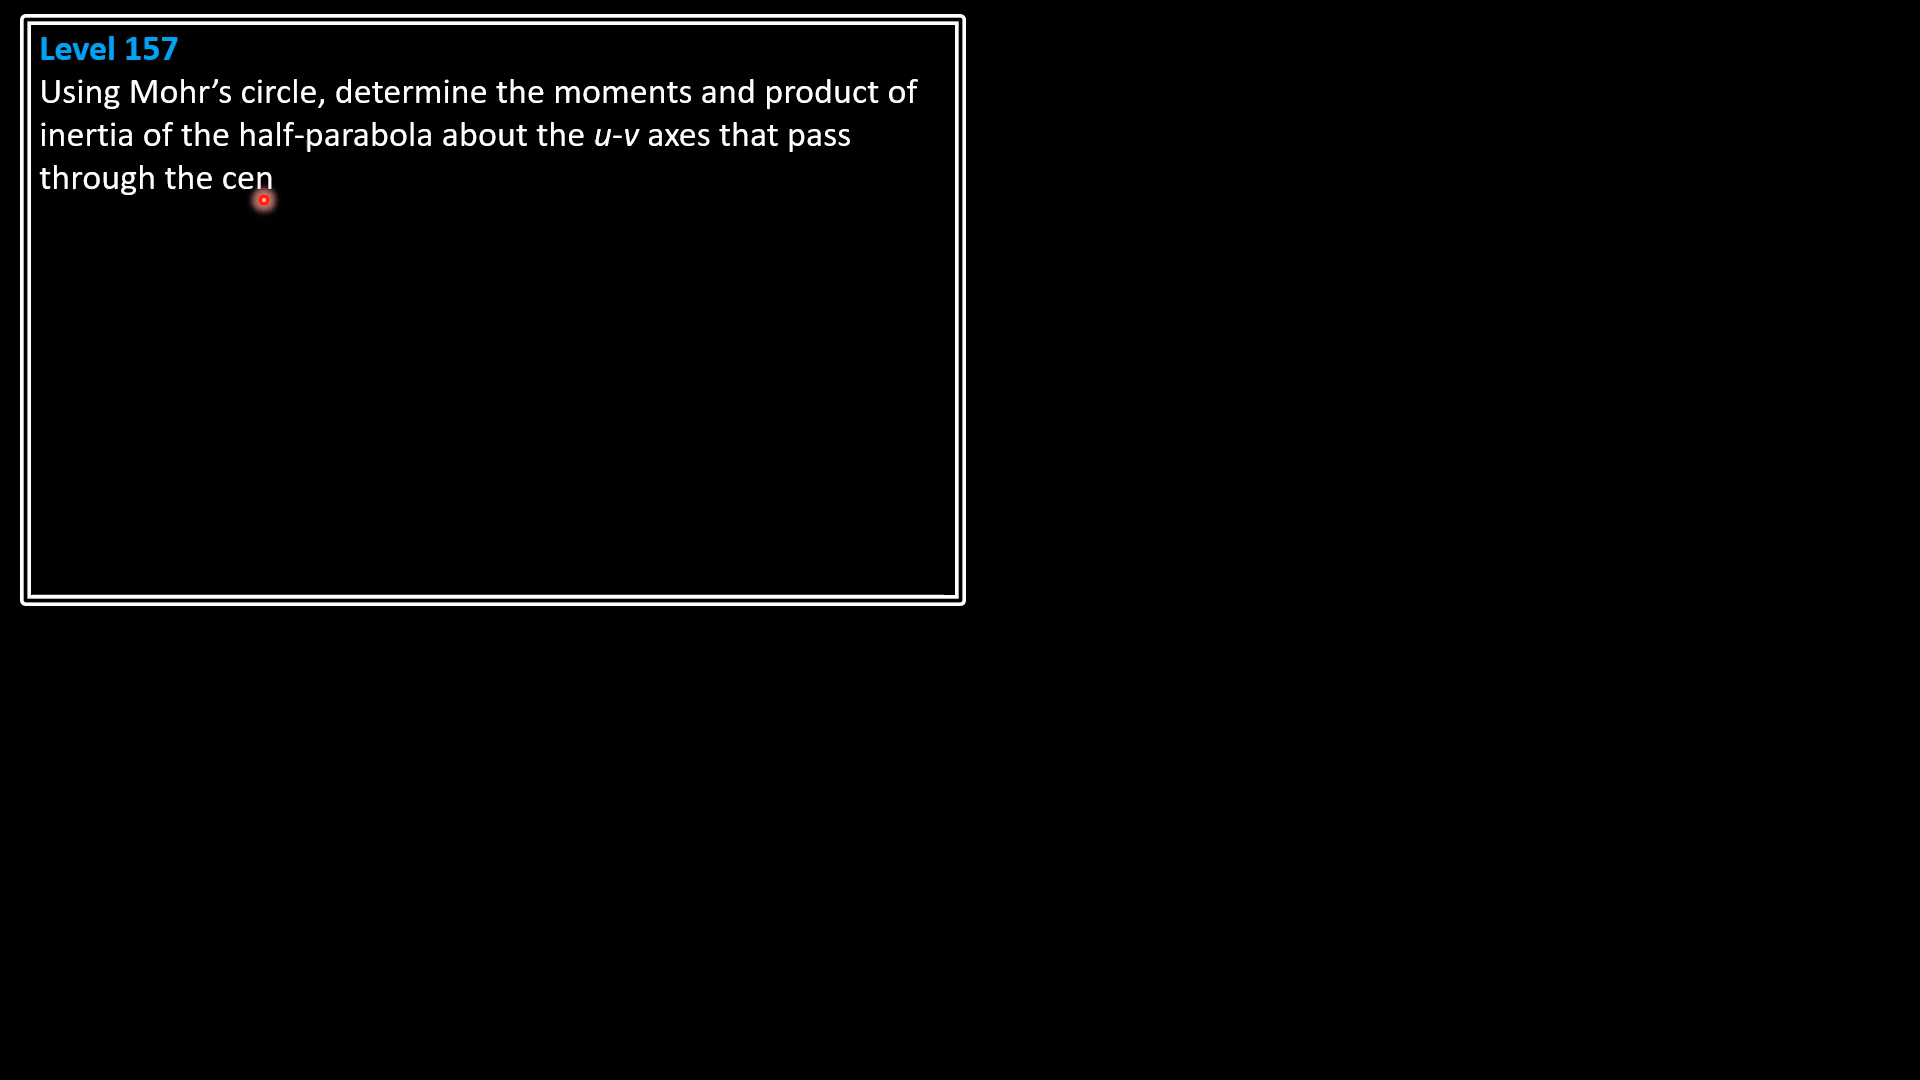 Level 157
Using Mohr’s circle, determine the moments and product of
inertia of the half-parabola about the u-v axes that pass
through the cen